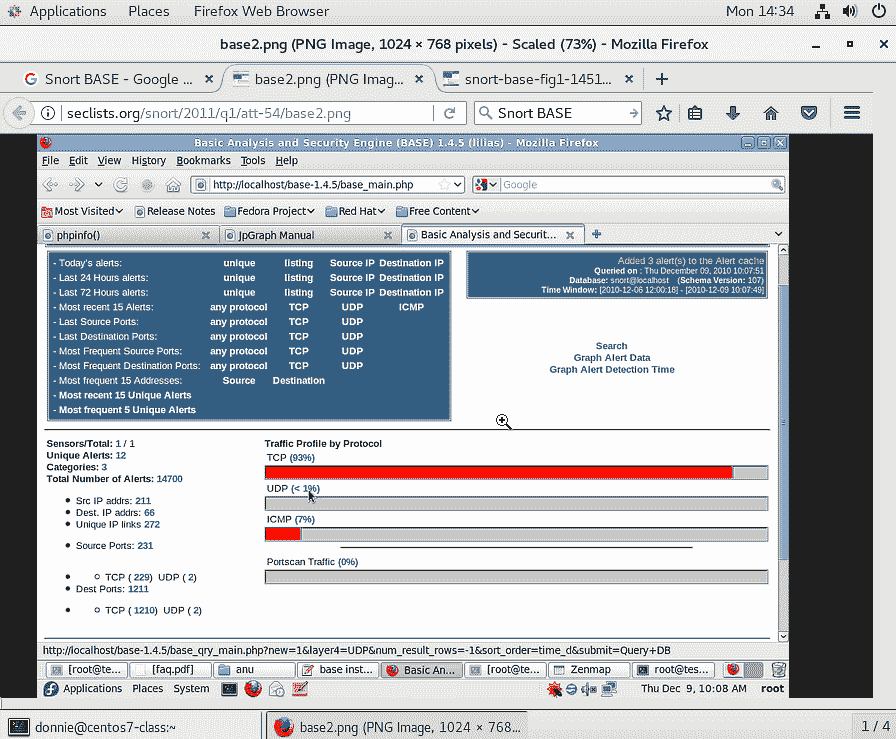 Applications Places Firefox Web Browser Mon 14:34
base2.png (PNG Image, 1024 × 768 pixels) - Scaled (73%) - Mozilla Firefox
Snort BASE - Google ... base2.png (PNG Imag... snort-base-fig1-1451...
seclists.org/snort/2011/q1/att-54/base2.png Snort BASE
Basic Analysis and Security Engine (BASE) 1.4.5 (lilias) - Mozilla Firefox
File Edit View History Bookmarks Tools Help
http://localhost/base-1.4.5/base_main.php Google
Most Visited Release Notes Fedora Project Red Hat Free Content
phpinfo() JpGraph Manual Basic Analysis and Securit...
- Today's alerts: unique listing Source IP Destination IP
- Last 24 Hours alerts: unique listing Source IP Destination IP
- Last 72 Hours alerts: unique listing Source IP Destination IP
- Most recent 15 Alerts: any protocol TCP UDP ICMP
- Last Source Ports: any protocol TCP UDP
- Last Destination Ports: any protocol TCP UDP
- Most Frequent Source Ports: any protocol TCP UDP
- Most Frequent Destination Ports: any protocol TCP UDP
- Most frequent 15 Addresses: Source Destination
- Most recent 15 Unique Alerts
- Most frequent 5 Unique Alerts
Added 3 alert(s) to the Alert cache
Queried on : Thu December 09, 2010 10:07:51
Database: snort@localhost (Schema Version: 107)
Time Window: [2010-12-06 12:00:18] - [2010-12-09 10:07:49]
Search
Graph Alert Data
Graph Alert Detection Time
Sensors/Total: 1 / 1
Unique Alerts: 12
Categories: 3
Total Number of Alerts: 14700
Src IP addrs: 211
Dest. IP addrs: 66
Unique IP links 272
Source Ports: 231
TCP ( 229) UDP ( 2)
Dest Ports: 1211
TCP ( 1210) UDP ( 2)
Traffic Profile by Protocol
TCP (93%)
UDP (< 1%)
ICMP (7%)
Portscan Traffic (0%)
http://localhost/base-1.4.5/base_qry_main.php?new=1&layer4=UDP&num_result_rows=-1&sort_order=time_d&submit=Query+DB
[root@te... [faq.pdf] anu base inst... Basic An... [root@te... Zenmap root@tes...
Applications Places System Thu Dec 9, 10:08 AM root
donnie@centos7-class:~ base2.png (PNG Image, 1024 × 768... 1 / 4